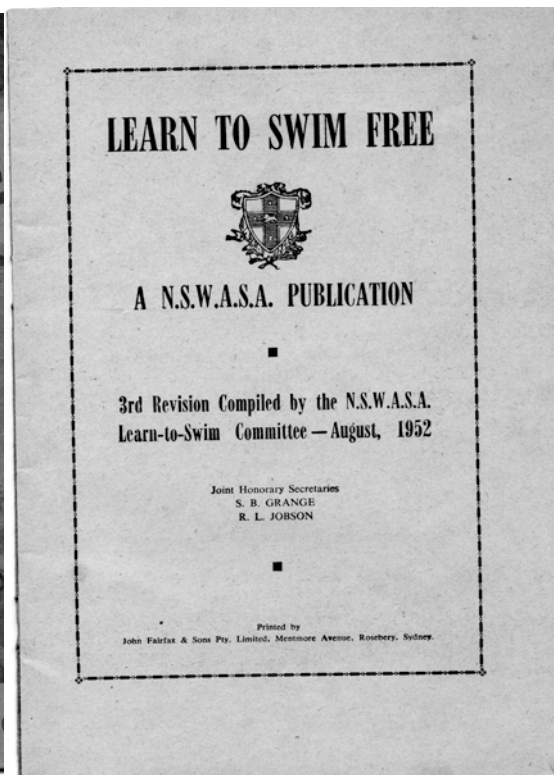 LEARN TO SWIM FREE
A N.S.W.A.S.A. PUBLICATION
3rd Revision Compiled by the N.S.W.A.S.A.
Learn-to-Swim Committee — August, 1952
Joint Honorary Secretaries
S. B. GRANGE
R. L. JOBSON
Printed by
John Fairfax & Sons Pty. Limited, Mentmore Avenue, Rosebery, Sydney.